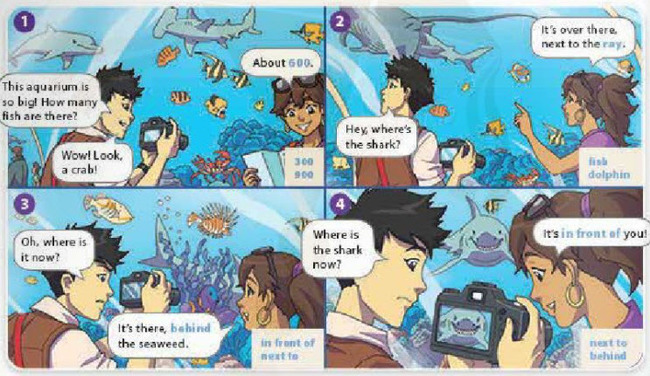 1
This aquarium is
so big! How many
fish are there?
About 600.
Wow! Look,
a crab!
300
900
2
It's over there,
next to the ray.
Hey, where's
the shark?
fish
dolphin
3
Oh, where is
it now?
It's there, behind
the seaweed.
in front of
next to
4
Where is
the shark
now?
It's in front of you!
next to
behind